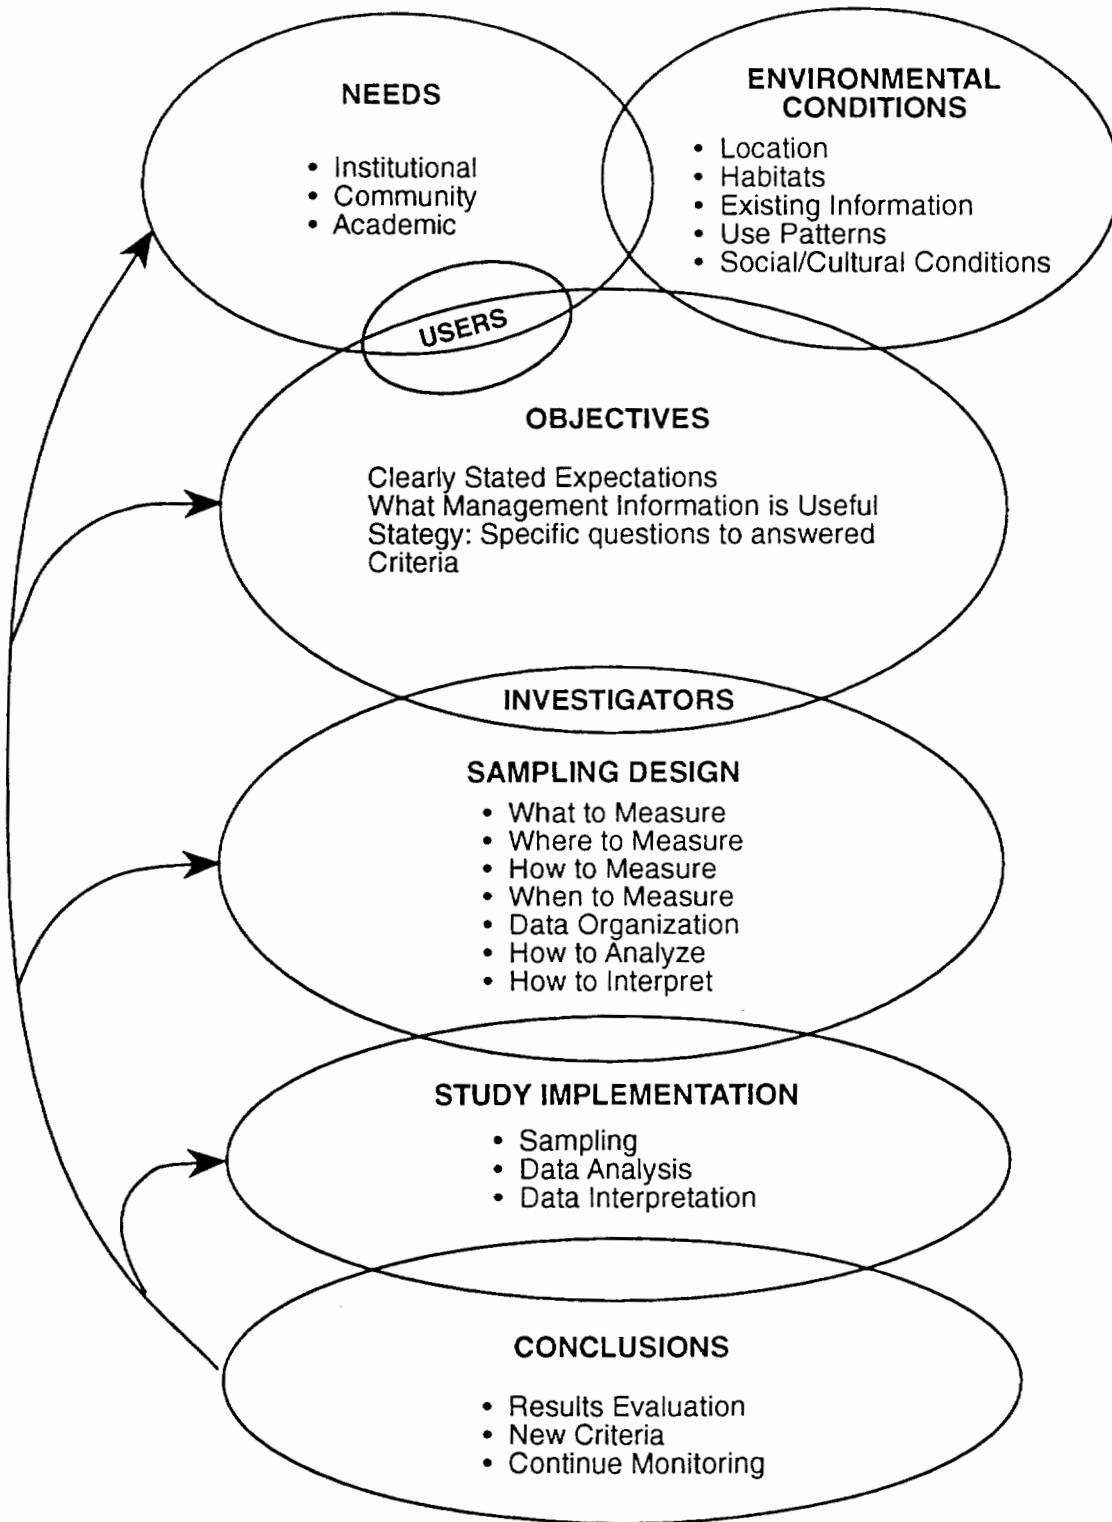 NEEDS
• Institutional
• Community
• Academic
ENVIRONMENTAL
CONDITIONS
• Location
• Habitats
• Existing Information
• Use Patterns
• Social/Cultural Conditions
USERS
OBJECTIVES
Clearly Stated Expectations
What Management Information is Useful
Stategy: Specific questions to answered
Criteria
INVESTIGATORS
SAMPLING DESIGN
• What to Measure
• Where to Measure
• How to Measure
• When to Measure
• Data Organization
• How to Analyze
• How to Interpret
STUDY IMPLEMENTATION
• Sampling
• Data Analysis
• Data Interpretation
CONCLUSIONS
• Results Evaluation
• New Criteria
• Continue Monitoring